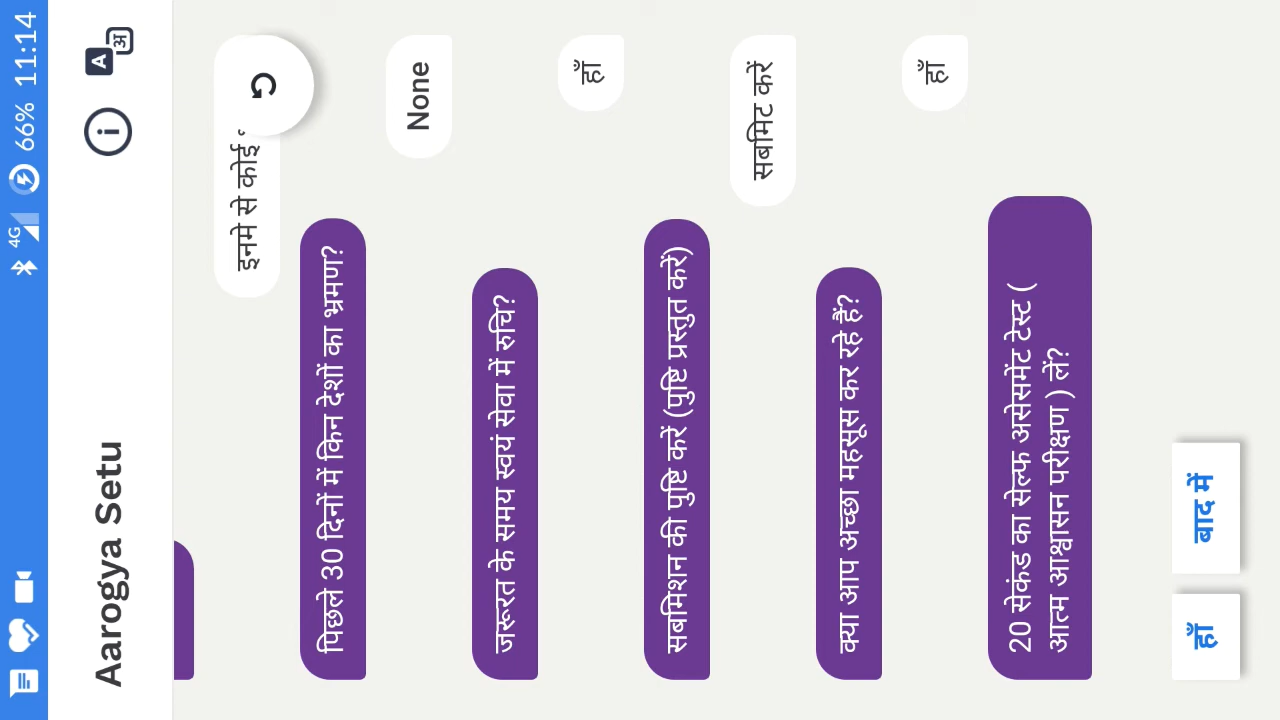 4G 66% 11:14
Aarogya Setu
इनमे से कोई
पिछले 30 दिनों में किन देशों का भ्रमण?
None
जरूरत के समय स्वयं सेवा में रुचि?
हाँ
सबमिशन की पुष्टि करें (पुष्टि प्रस्तुत करें)
सबमिट करें
क्या आप अच्छा महसूस कर रहे हैं?
हाँ
20 सेकंड का सेल्फ असेसमेंट टेस्ट (
आत्म आश्वासन परीक्षण ) लें?
हाँ
बाद में